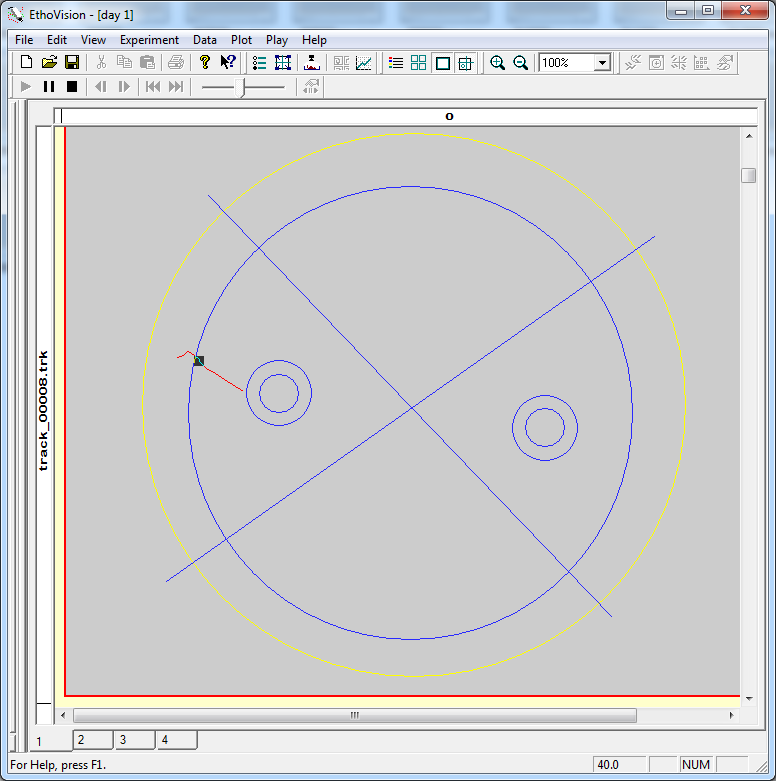 EthoVision - [day 1]
File Edit View Experiment Data Plot Play Help
100%
o
track_00008.trk
1 2 3 4
For Help, press F1.
40.0 NUM